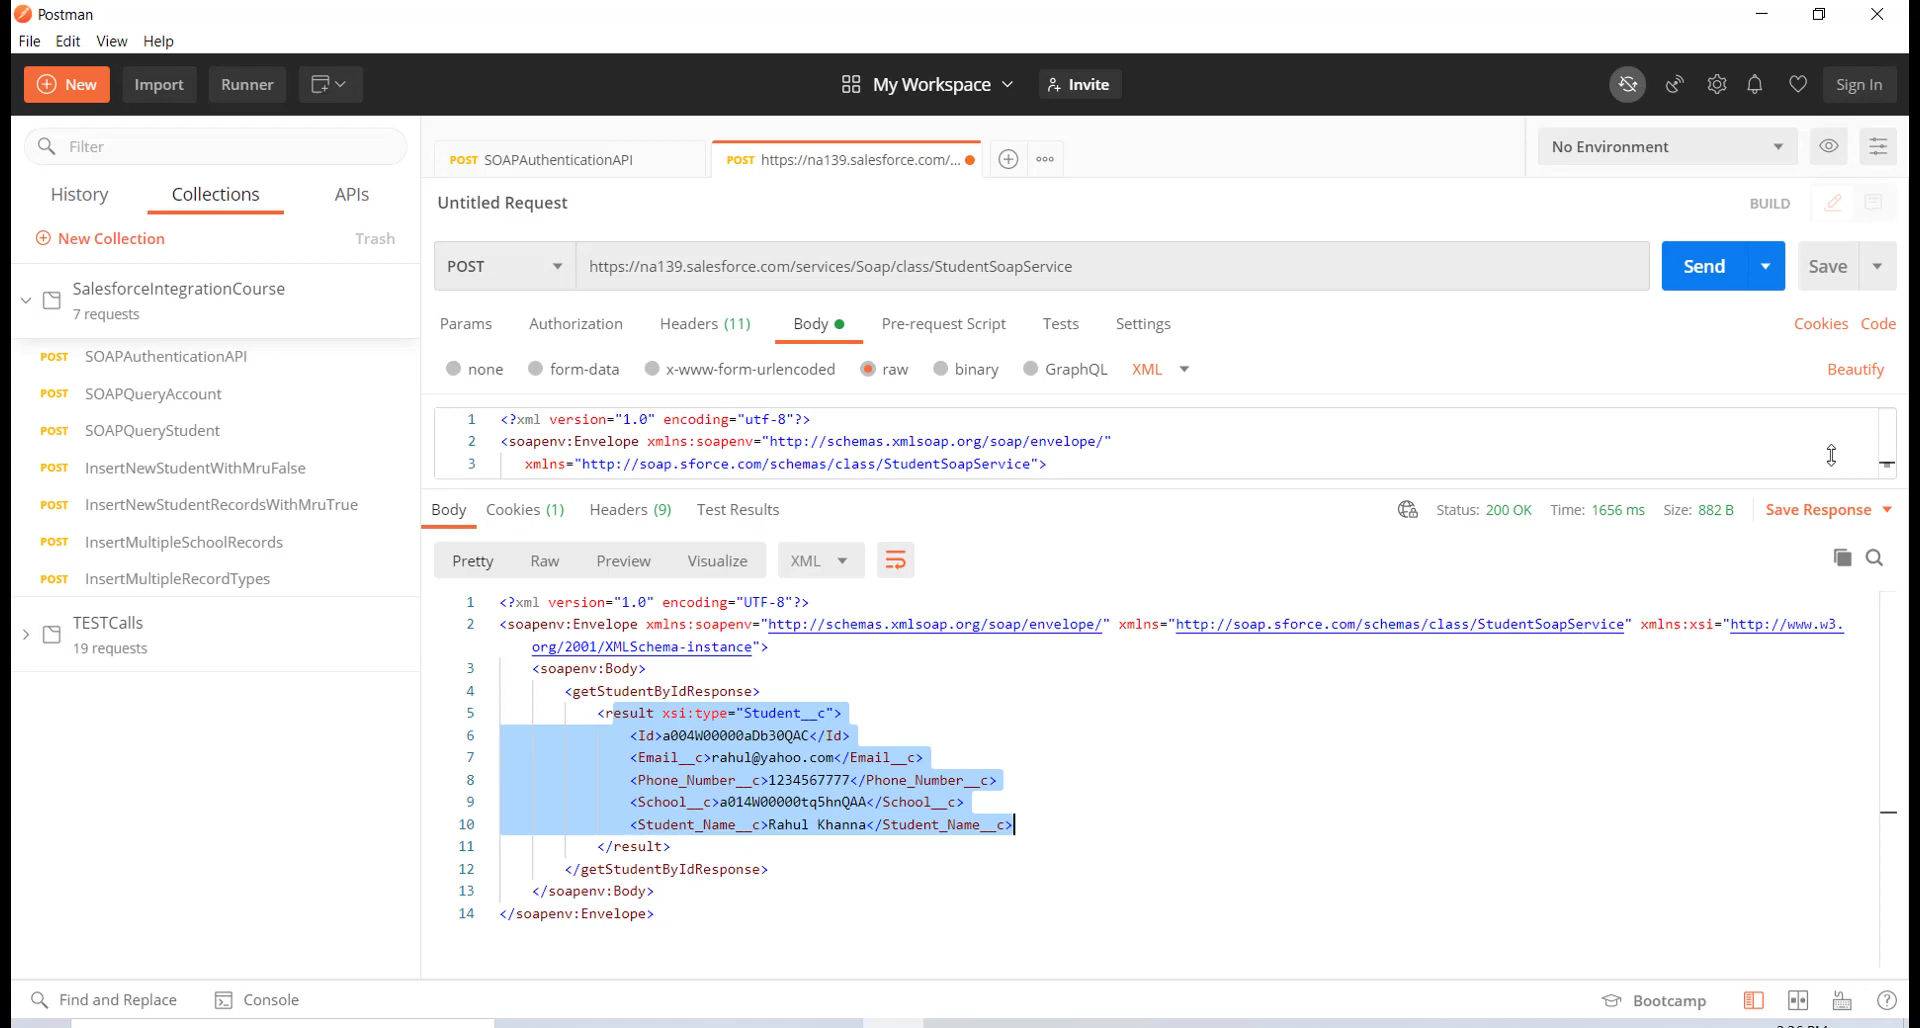 Postman
File Edit View Help
New Import Runner My Workspace Invite Sign In
Filter
History Collections APIs
New Collection Trash
SalesforceIntegrationCourse
7 requests
POST SOAPAuthenticationAPI
POST SOAPQueryAccount
POST SOAPQueryStudent
POST InsertNewStudentWithMruFalse
POST InsertNewStudentRecordsWithMruTrue
POST InsertMultipleSchoolRecords
POST InsertMultipleRecordTypes
TESTCalls
19 requests
POST SOAPAuthenticationAPI POST https://na139.salesforce.com/... No Environment
Untitled Request BUILD
POST https://na139.salesforce.com/services/Soap/class/StudentSoapService Send Save
Params Authorization Headers (11) Body Pre-request Script Tests Settings Cookies Code
none form-data x-www-form-urlencoded raw binary GraphQL XML Beautify
1 <?xml version="1.0" encoding="utf-8"?>
2 <soapenv:Envelope xmlns:soapenv="http://schemas.xmlsoap.org/soap/envelope/"
3 xmlns="http://soap.sforce.com/schemas/class/StudentSoapService">
Body Cookies (1) Headers (9) Test Results Status: 200 OK Time: 1656 ms Size: 882 B Save Response
Pretty Raw Preview Visualize XML
1 <?xml version="1.0" encoding="UTF-8"?>
2 <soapenv:Envelope xmlns:soapenv="http://schemas.xmlsoap.org/soap/envelope/" xmlns="http://soap.sforce.com/schemas/class/StudentSoapService" xmlns:xsi="http://www.w3.
org/2001/XMLSchema-instance">
3 <soapenv:Body>
4 <getStudentByIdResponse>
5 <result xsi:type="Student__c">
6 <Id>a004W00000aDb30QAC</Id>
7 <Email__c>rahul@yahoo.com</Email__c>
8 <Phone_Number__c>1234567777</Phone_Number__c>
9 <School__c>a014W00000tq5hnQAA</School__c>
10 <Student_Name__c>Rahul Khanna</Student_Name__c>
11 </result>
12 </getStudentByIdResponse>
13 </soapenv:Body>
14 </soapenv:Envelope>
Find and Replace Console Bootcamp